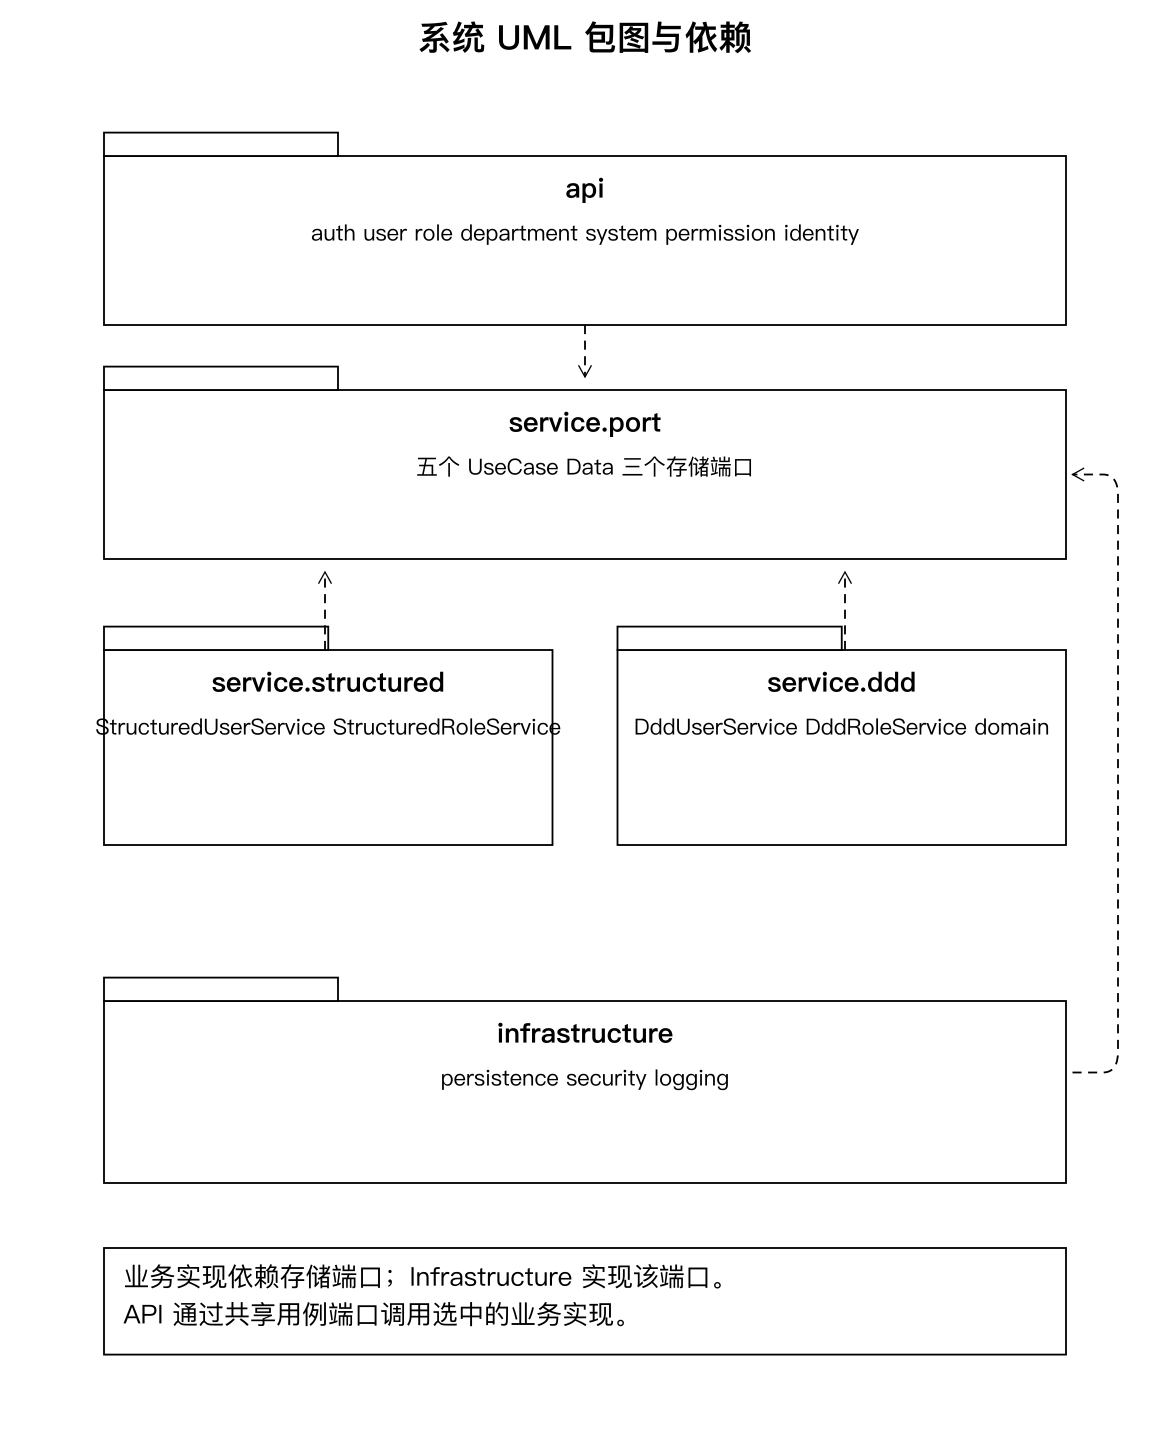 系统 UML 包图与依赖
api
auth user role department system permission identity
service.port
五个 UseCase Data 三个存储端口
service.structured
StructuredUserService StructuredRoleService
service.ddd
DddUserService DddRoleService domain
infrastructure
persistence security logging
业务实现依赖存储端口；Infrastructure 实现该端口。
API 通过共享用例端口调用选中的业务实现。